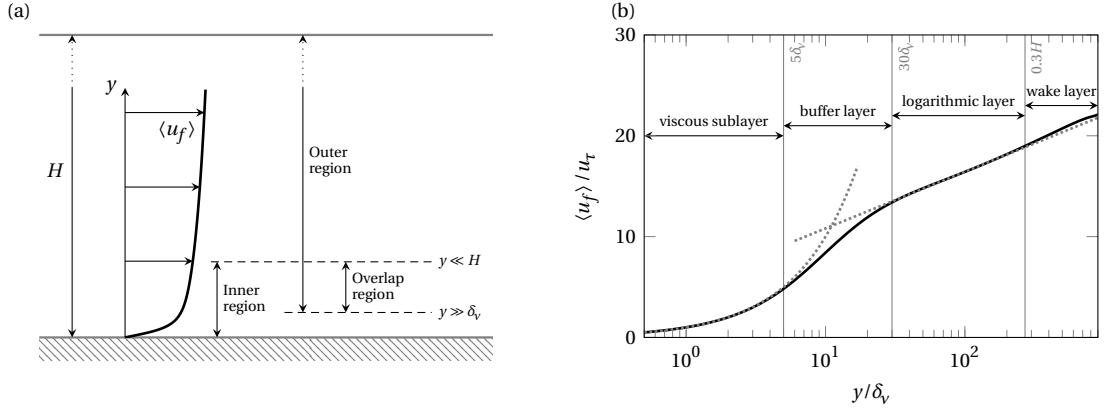 (a)
H
y
⟨u_f⟩
Outer
region
y ≪ H
Inner
region
Overlap
region
y ≫ δ_ν
(b)
30
20
10
0
⟨u_f⟩ / u_τ
5δ_ν
30δ_ν
0.3H
viscous sublayer
buffer layer
logarithmic layer
wake layer
10^0
10^1
10^2
y/δ_ν